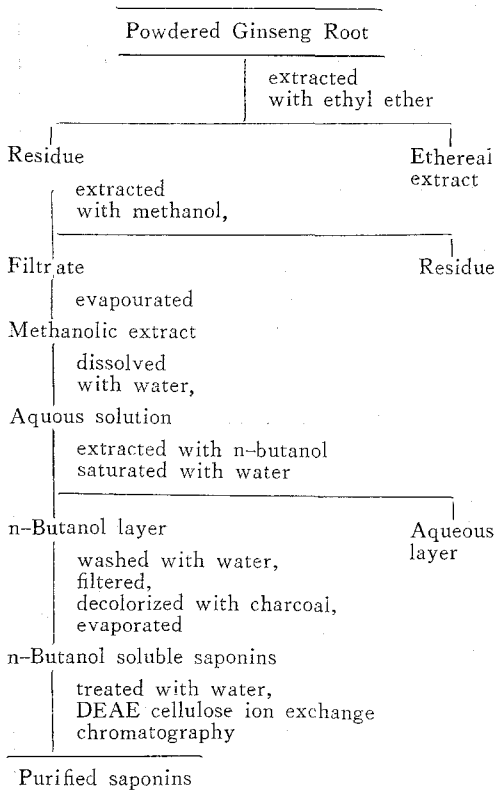 Powdered Ginseng Root
extracted
with ethyl ether
Residue
Ethereal
extract
extracted
with methanol,
Filtrate
Residue
evapourated
Methanolic extract
dissolved
with water,
Aquous solution
extracted with n-butanol
saturated with water
n-Butanol layer
Aqueous
layer
washed with water,
filtered,
decolorized with charcoal,
evaporated
n-Butanol soluble saponins
treated with water,
DEAE cellulose ion exchange
chromatography
Purified saponins